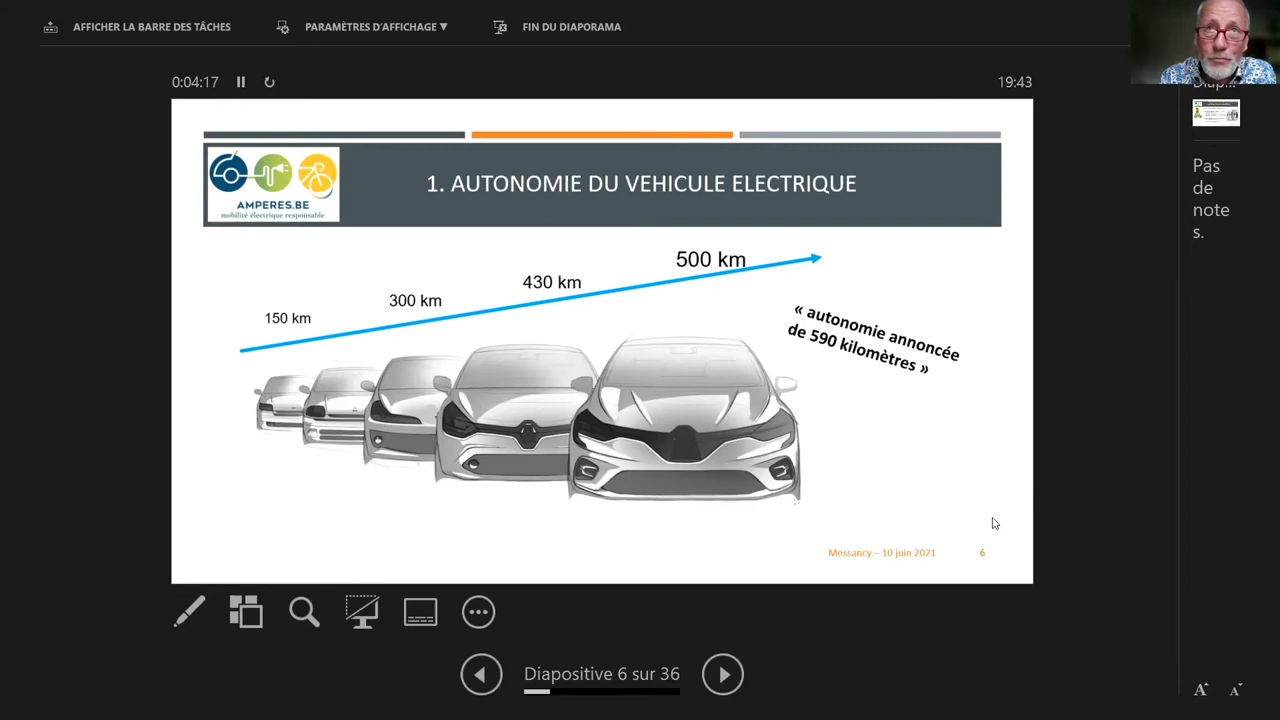 AFFICHER LA BARRE DES TÂCHES
PARAMÈTRES D'AFFICHAGE ▼
FIN DU DIAPORAMA
0:04:17
19:43
Diap...
AMPERES.BE
mobilité électrique responsable
1. AUTONOMIE DU VEHICULE ELECTRIQUE
150 km
300 km
430 km
500 km
« autonomie annoncée
de 590 kilomètres »
Messancy – 10 juin 2021
6
Pas
de
note
s.
Diapositive 6 sur 36
A
A